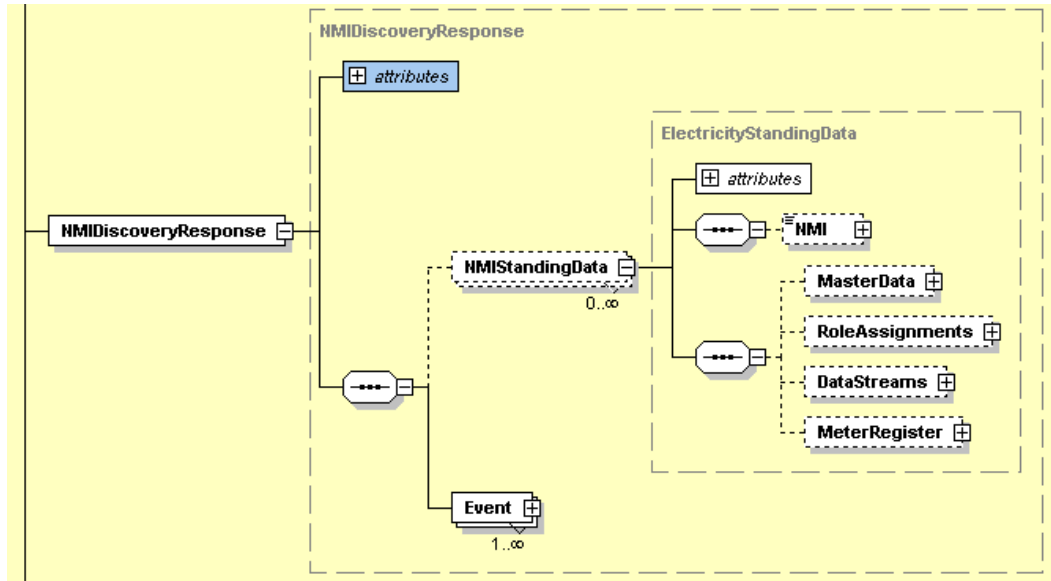 NMIDiscoveryResponse
attributes
ElectricityStandingData
attributes
NMIDiscoveryResponse
NMI
NMIStandingData
0..∞
MasterData
RoleAssignments
DataStreams
MeterRegister
Event
1..∞